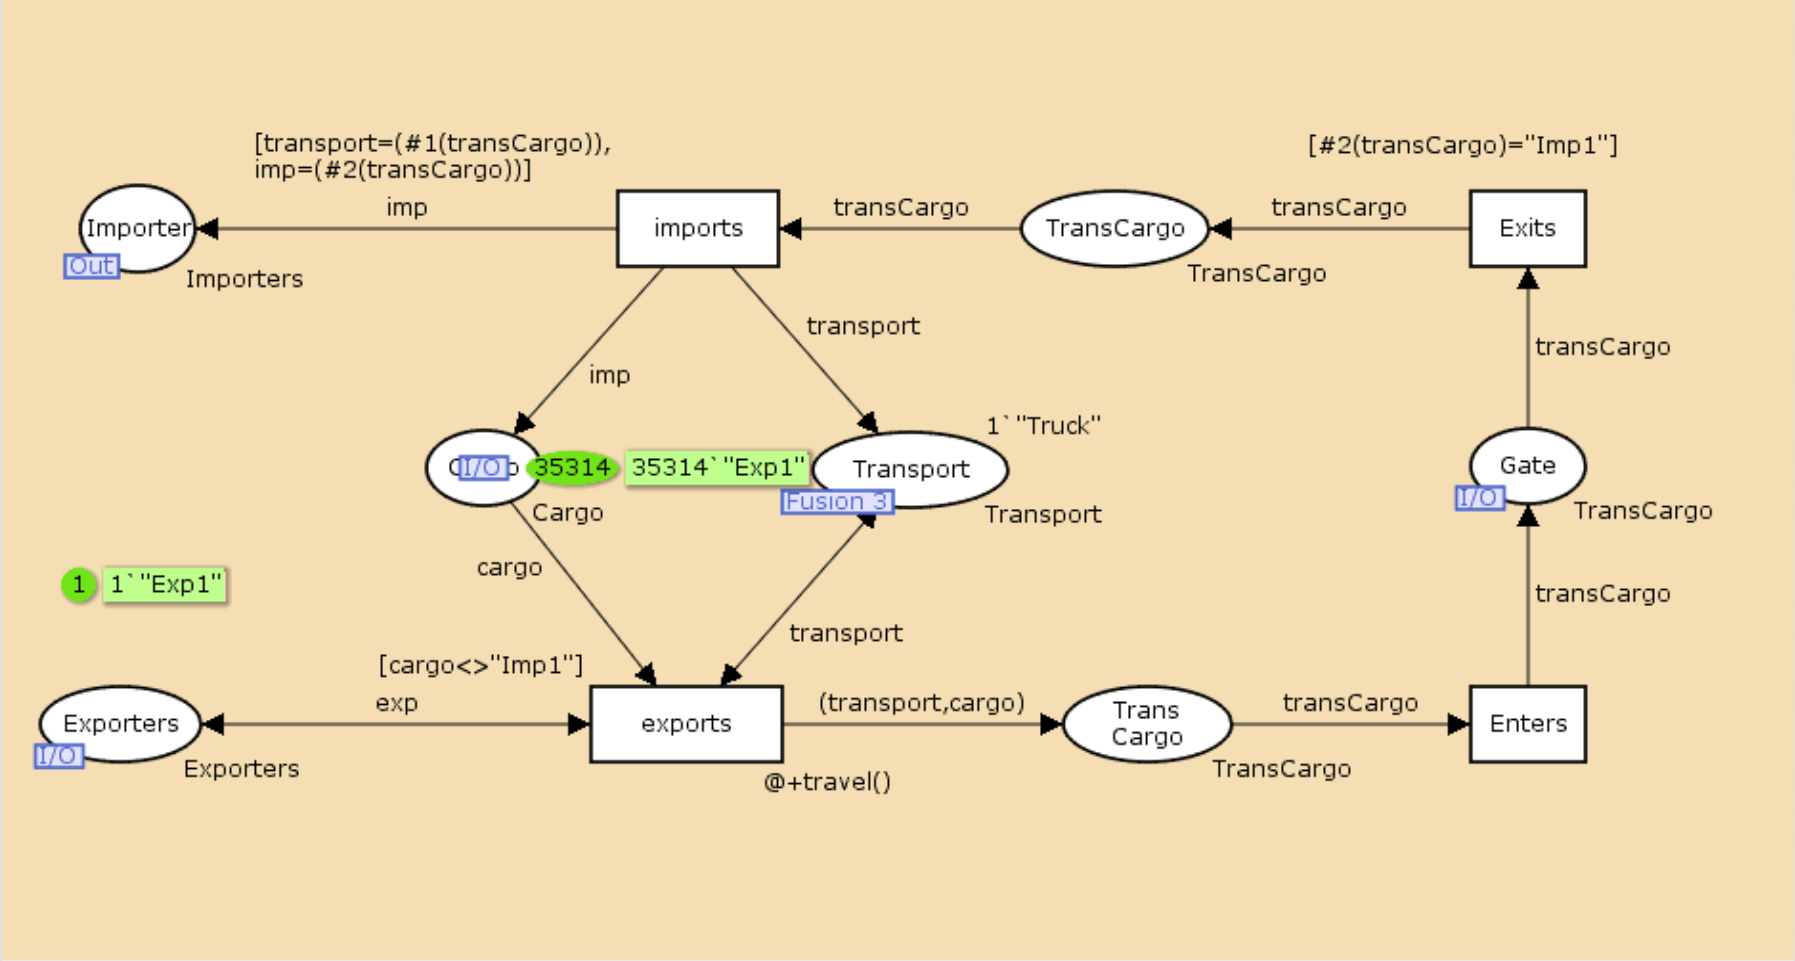 [transport=(#1(transCargo)),
imp=(#2(transCargo))]
[#2(transCargo)="Imp1"]
Importer
Out
Importers
imp
imports
transCargo
TransCargo
TransCargo
transCargo
Exits
imp
transport
transCargo
I/O
35314
35314`"Exp1"
Cargo
1`"Truck"
Transport
Fusion 3
Transport
Gate
I/O
TransCargo
1
1`"Exp1"
cargo
transport
transCargo
[cargo<>"Imp1"]
Exporters
I/O
Exporters
exp
exports
@+travel()
(transport,cargo)
Trans
Cargo
TransCargo
transCargo
Enters